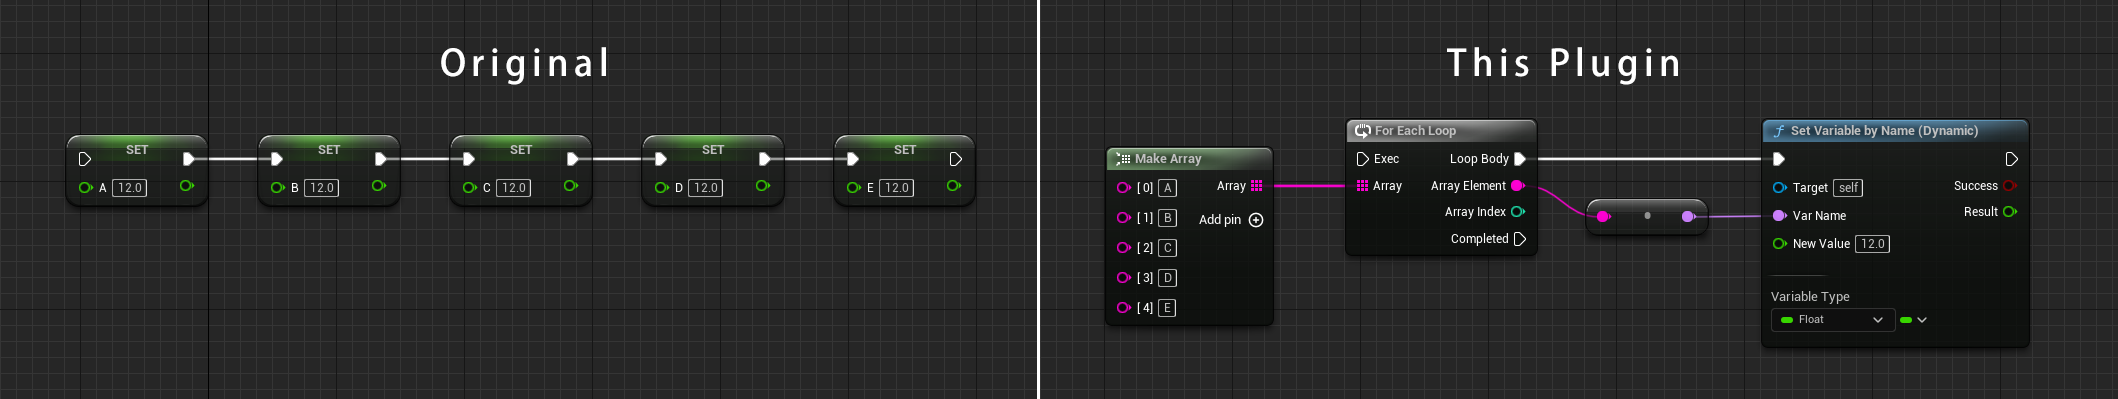 Original
SET
A 12.0
SET
B 12.0
SET
C 12.0
SET
D 12.0
SET
E 12.0
This Plugin
Make Array
[0] A
Array
[1] B
Add pin
[2] C
[3] D
[4] E
For Each Loop
Exec
Loop Body
Array
Array Element
Array Index
Completed
f Set Variable by Name (Dynamic)
Target self
Success
Var Name
Result
New Value 12.0
Variable Type
Float